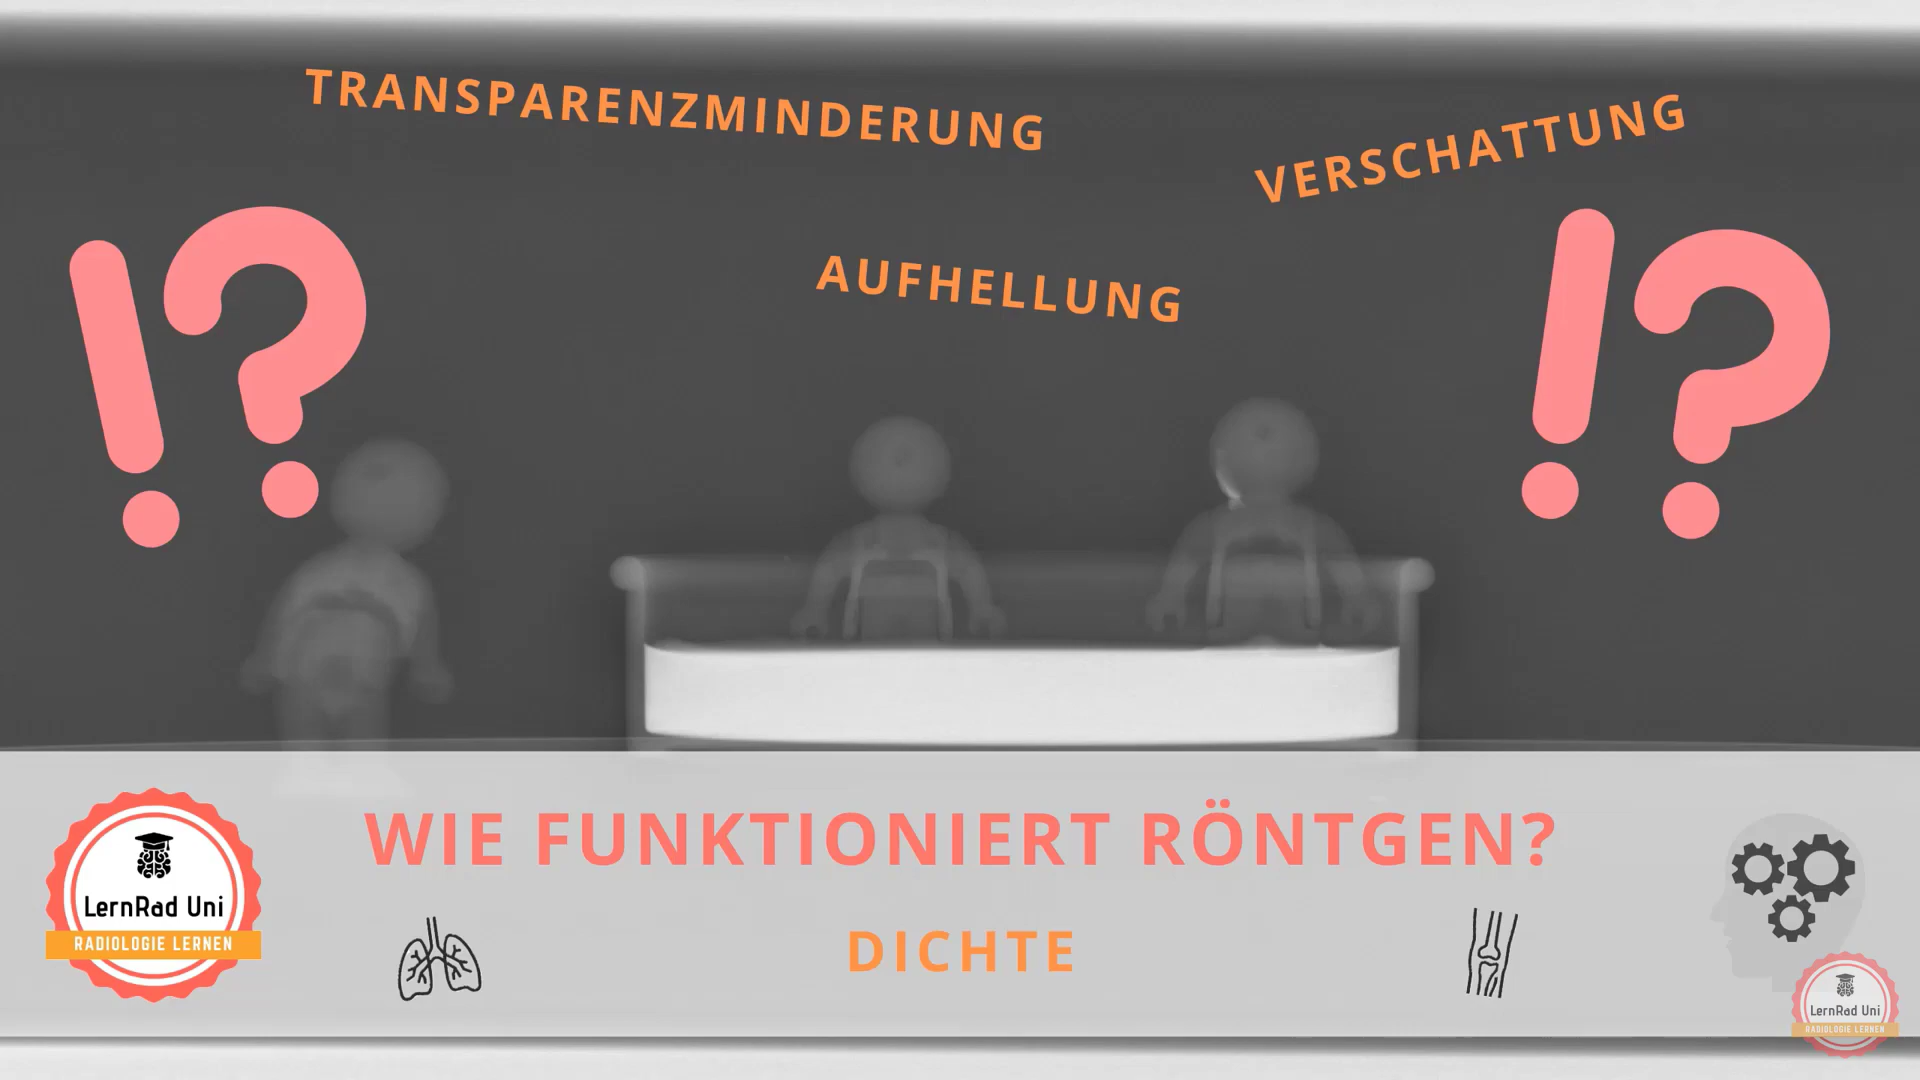 TRANSPARENZMINDERUNG
VERSCHATTUNG
AUFHELLUNG
!?
!?
WIE FUNKTIONIERT RÖNTGEN?
DICHTE
LernRad Uni
RADIOLOGIE LERNEN
LernRad Uni
RADIOLOGIE LERNEN